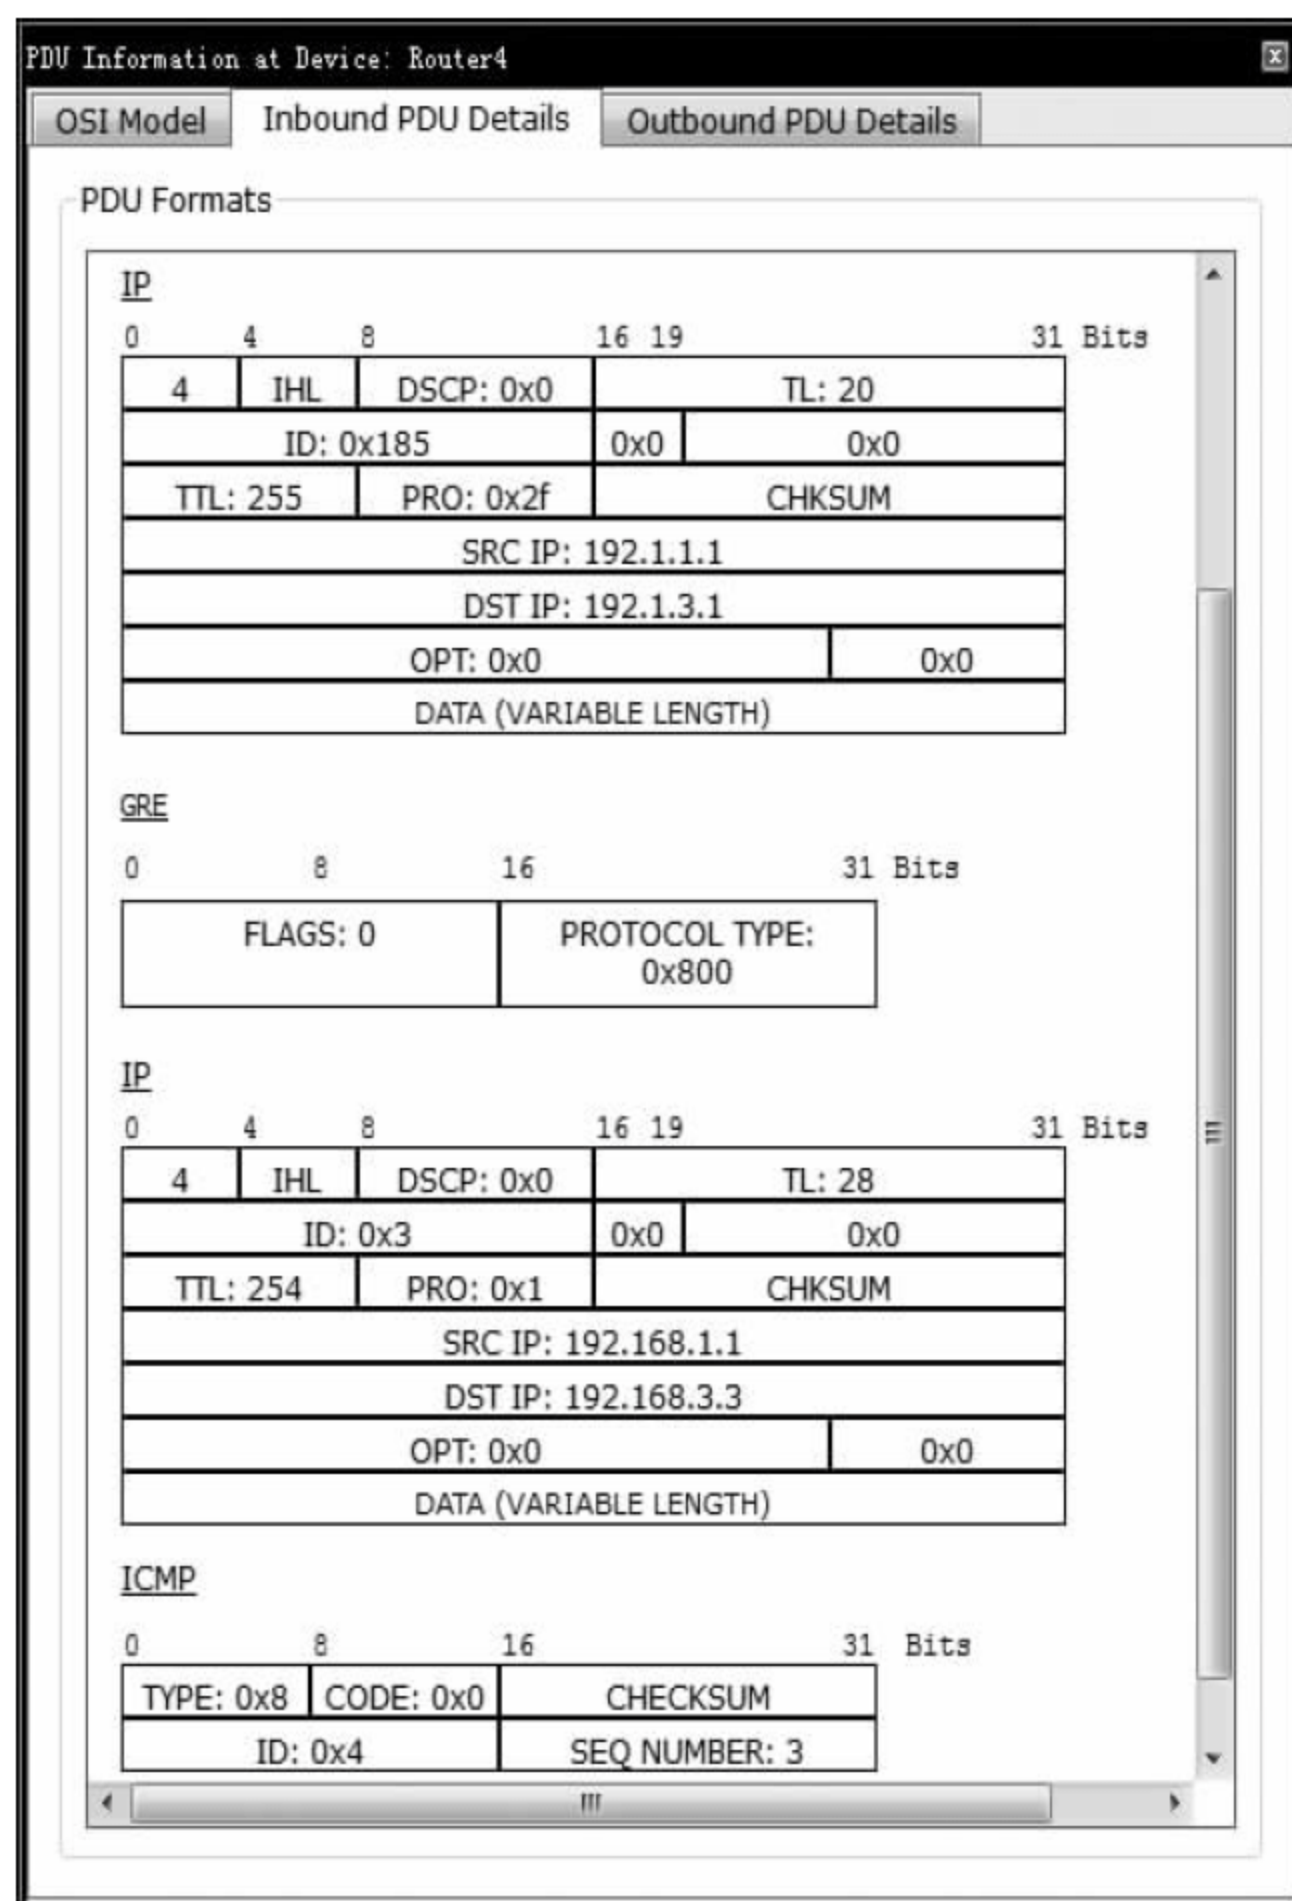 PDU Information at Device: Router4
OSI Model Inbound PDU Details Outbound PDU Details
PDU Formats
IP
0 4 8 16 19 31 Bits
4 IHL DSCP: 0x0 TL: 20
ID: 0x185 0x0 0x0
TTL: 255 PRO: 0x2f CHKSUM
SRC IP: 192.1.1.1
DST IP: 192.1.3.1
OPT: 0x0 0x0
DATA (VARIABLE LENGTH)
GRE
0 8 16 31 Bits
FLAGS: 0 PROTOCOL TYPE:
0x800
IP
0 4 8 16 19 31 Bits
4 IHL DSCP: 0x0 TL: 28
ID: 0x3 0x0 0x0
TTL: 254 PRO: 0x1 CHKSUM
SRC IP: 192.168.1.1
DST IP: 192.168.3.3
OPT: 0x0 0x0
DATA (VARIABLE LENGTH)
ICMP
0 8 16 31 Bits
TYPE: 0x8 CODE: 0x0 CHECKSUM
ID: 0x4 SEQ NUMBER: 3